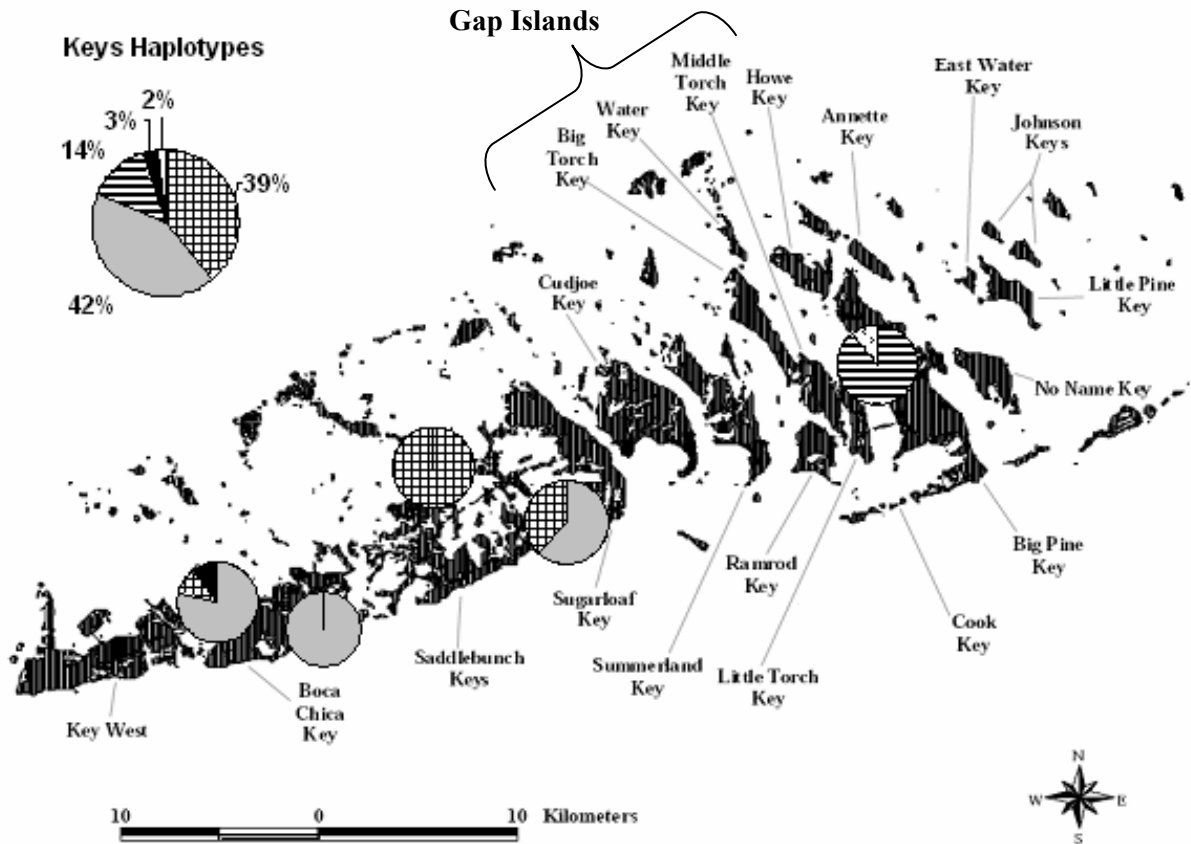 Gap Islands
Keys Haplotypes
2%
3%
14%
39%
42%
Middle
Torch
Key
Howe
Key
East Water
Key
Water
Key
Annette
Key
Johnson
Keys
Big
Torch
Key
Cudjoe
Key
Little Pine
Key
No Name Key
Big Pine
Key
Ramrod
Key
Cook
Key
Sugarloaf
Key
Saddlebunch
Keys
Summerland
Key
Little Torch
Key
Boca
Chica
Key
Key West
N
W
E
S
10
0
10
Kilometers